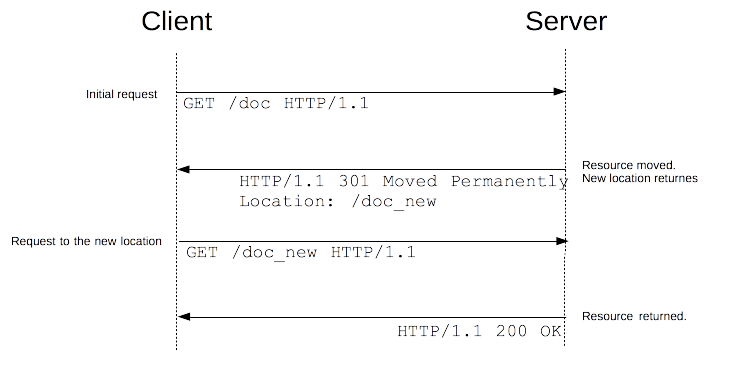 Client
Server
Initial request
GET /doc HTTP/1.1
Resource moved.
New location returnes
HTTP/1.1 301 Moved Permanently
Location: /doc_new
Request to the new location
GET /doc_new HTTP/1.1
Resource returned.
HTTP/1.1 200 OK